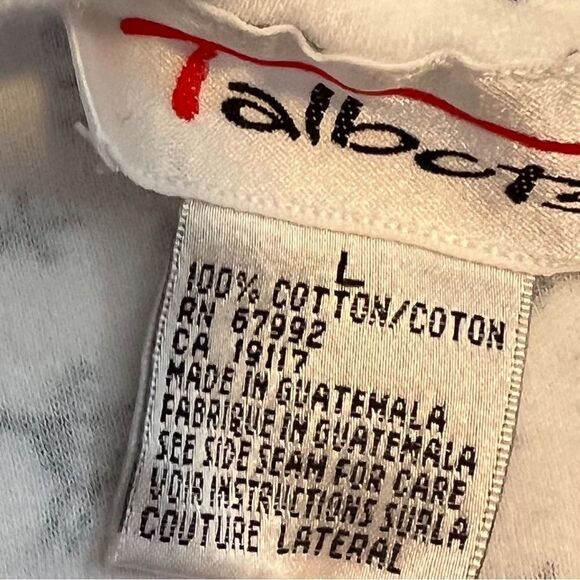 Talbots
L
100% COTTON/COTON
RN 67992
CA 19117
MADE IN GUATEMALA
FABRIQUE IN GUATEMALA
SEE SIDE SEAM FOR CARE
VOIR INSTRUCTIONS SURLA
COUTURE LATERAL